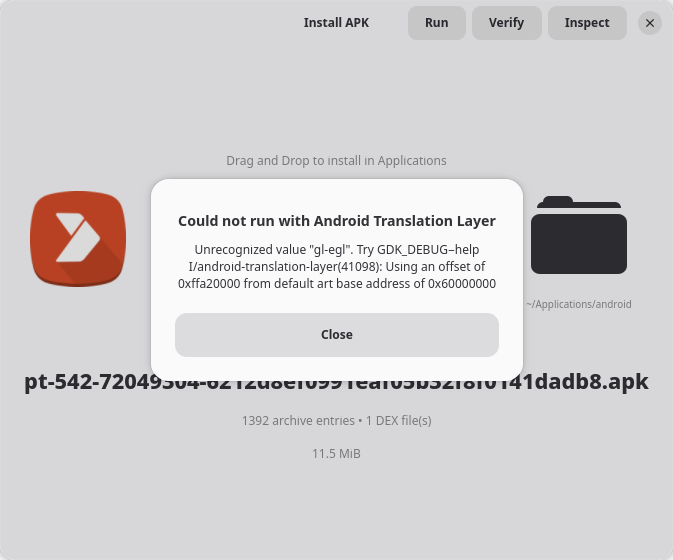 Install APK
Run
Verify
Inspect
Drag and Drop to install in Applications
Could not run with Android Translation Layer
Unrecognized value "gl-egl". Try GDK_DEBUG–help
I/android-translation-layer(41098): Using an offset of
0xffa20000 from default art base address of 0x60000000
~/Applications/android
Close
1392 archive entries • 1 DEX file(s)
11.5 MiB